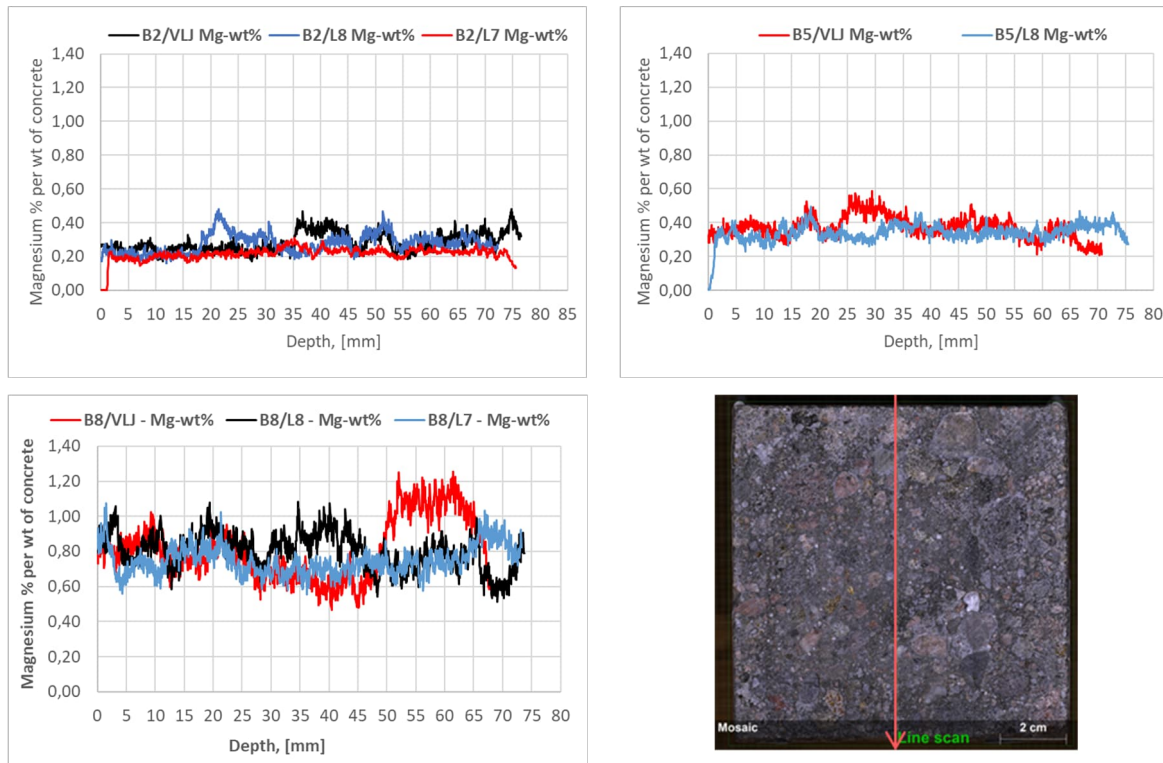 B2/VLJ Mg-wt% B2/L8 Mg-wt% B2/L7 Mg-wt%
Magnesium % per wt of concrete
1,40
1,20
1,00
0,80
0,60
0,40
0,20
0,00
0 5 10 15 20 25 30 35 40 45 50 55 60 65 70 75 80 85
Depth, [mm]
B5/VLJ Mg-wt% B5/L8 Mg-wt%
Magnesium % per wt of concrete
1,40
1,20
1,00
0,80
0,60
0,40
0,20
0,00
0 5 10 15 20 25 30 35 40 45 50 55 60 65 70 75 80
Depth, [mm]
B8/VLJ - Mg-wt% B8/L8 - Mg-wt% B8/L7 - Mg-wt%
Magnesium % per wt of concrete
1,40
1,20
1,00
0,80
0,60
0,40
0,20
0,00
0 5 10 15 20 25 30 35 40 45 50 55 60 65 70 75 80
Depth, [mm]
Mosaic
Line scan
2 cm